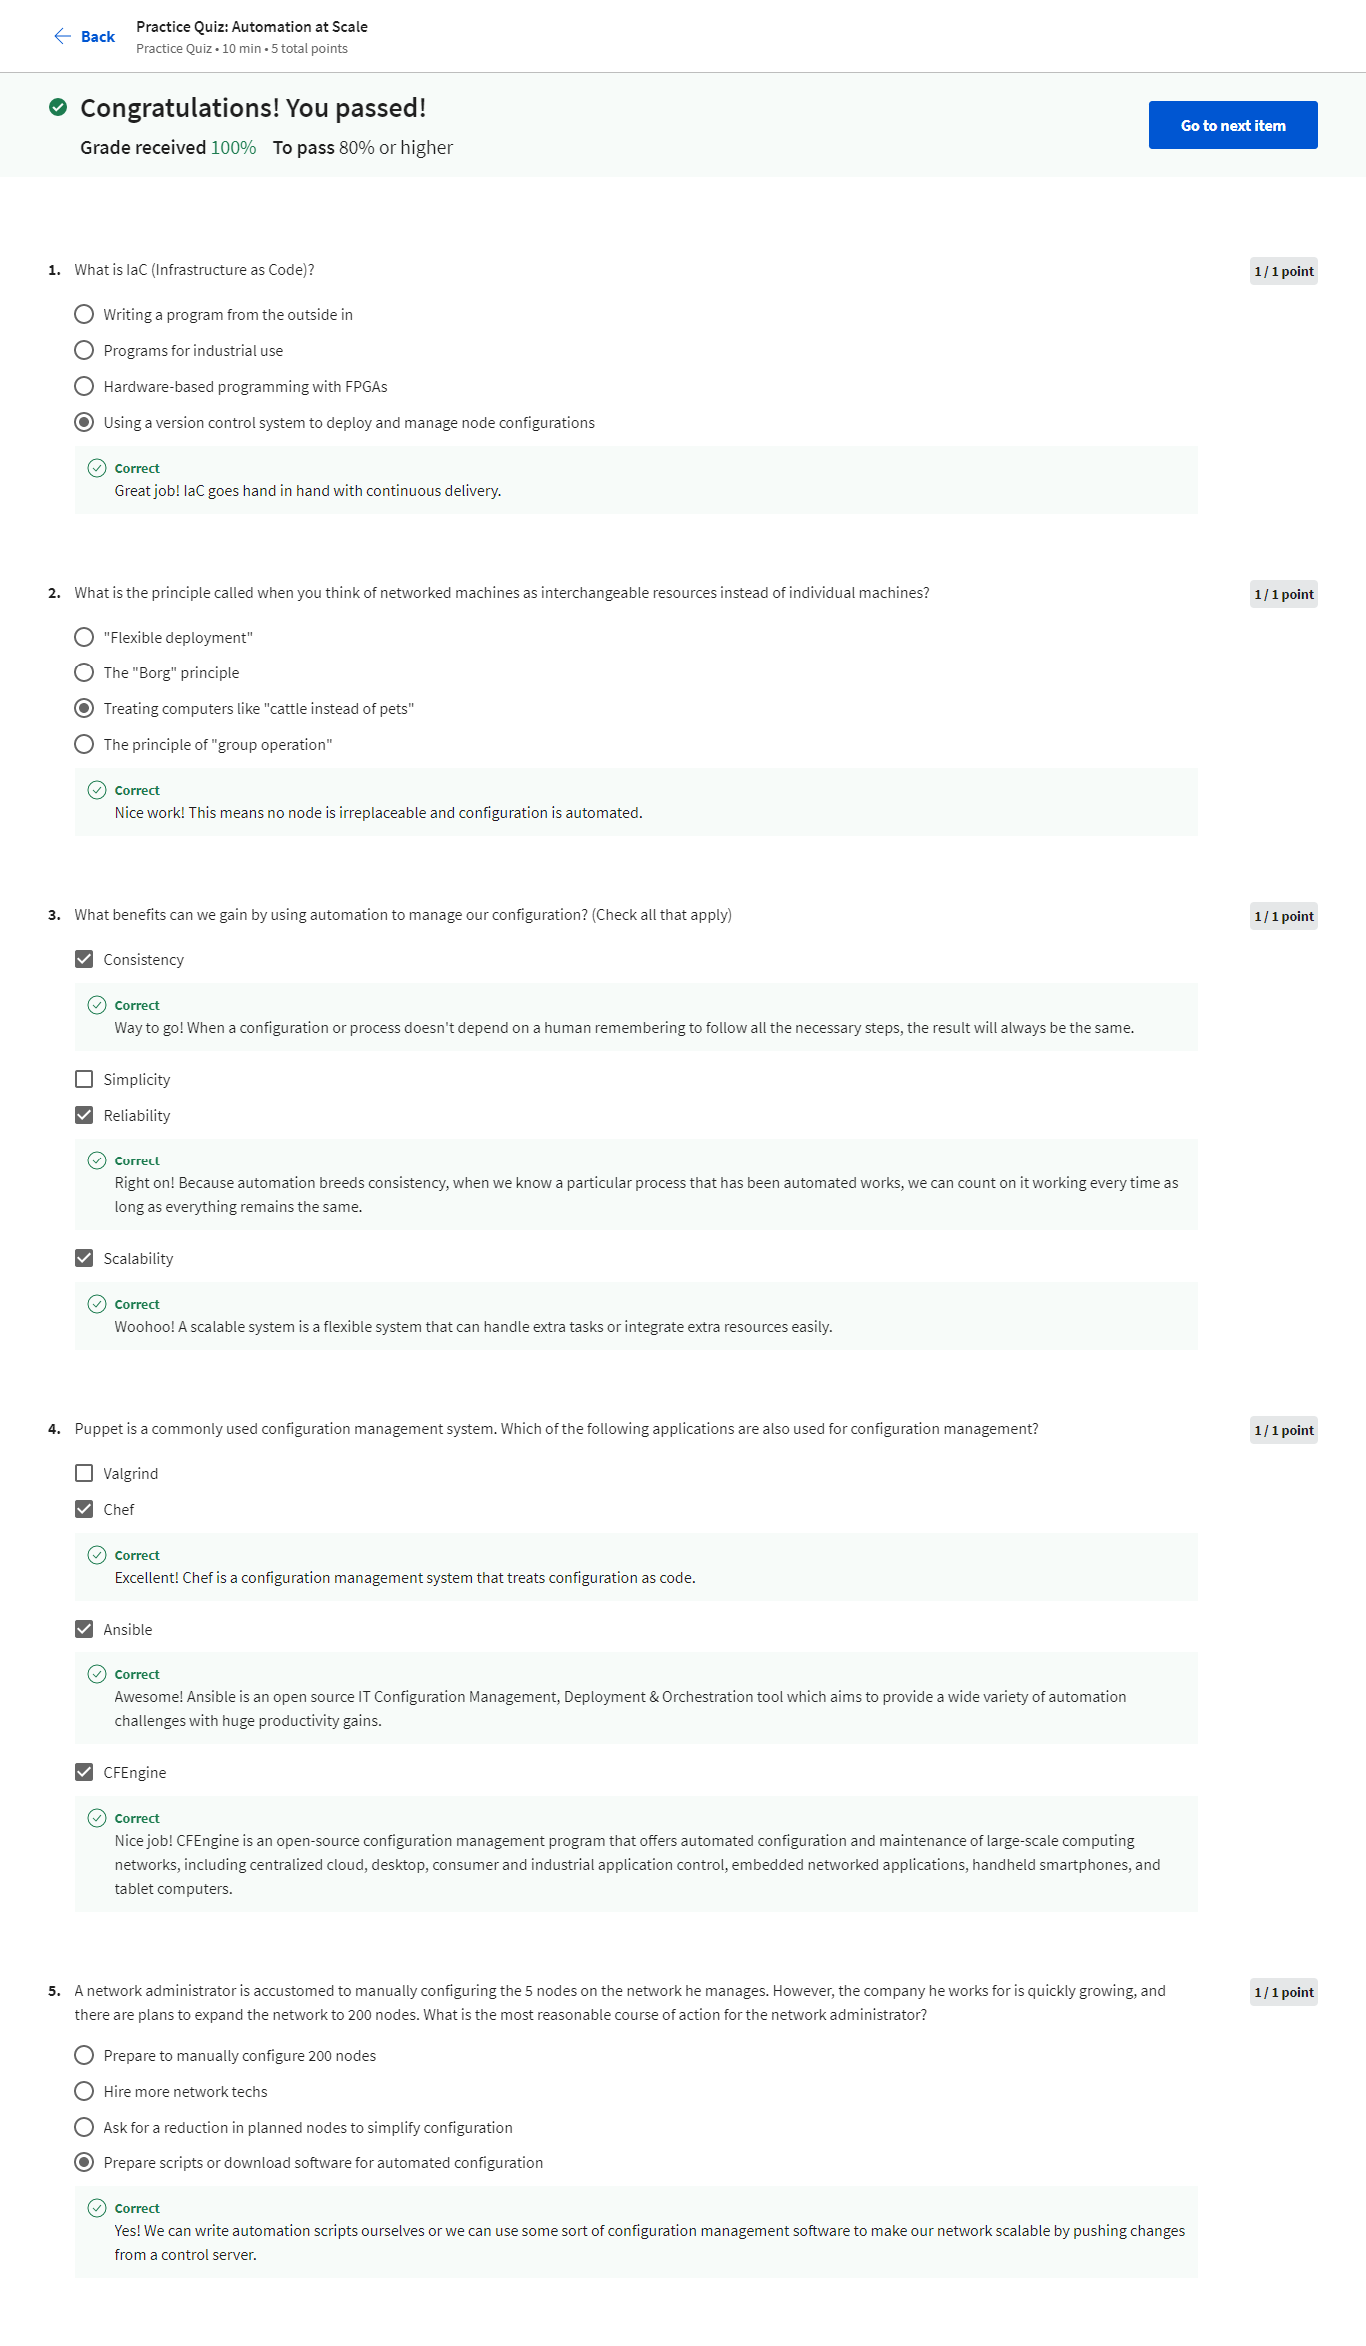 Back
Practice Quiz: Automation at Scale
Practice Quiz • 10 min • 5 total points
Congratulations! You passed!
Grade received 100% To pass 80% or higher
Go to next item
1. What is IaC (Infrastructure as Code)?
1 / 1 point
Writing a program from the outside in
Programs for industrial use
Hardware-based programming with FPGAs
Using a version control system to deploy and manage node configurations
Correct
Great job! IaC goes hand in hand with continuous delivery.
2. What is the principle called when you think of networked machines as interchangeable resources instead of individual machines?
1 / 1 point
"Flexible deployment"
The "Borg" principle
Treating computers like "cattle instead of pets"
The principle of "group operation"
Correct
Nice work! This means no node is irreplaceable and configuration is automated.
3. What benefits can we gain by using automation to manage our configuration? (Check all that apply)
1 / 1 point
Consistency
Correct
Way to go! When a configuration or process doesn't depend on a human remembering to follow all the necessary steps, the result will always be the same.
Simplicity
Reliability
Correct
Right on! Because automation breeds consistency, when we know a particular process that has been automated works, we can count on it working every time as
long as everything remains the same.
Scalability
Correct
Woohoo! A scalable system is a flexible system that can handle extra tasks or integrate extra resources easily.
4. Puppet is a commonly used configuration management system. Which of the following applications are also used for configuration management?
1 / 1 point
Valgrind
Chef
Correct
Excellent! Chef is a configuration management system that treats configuration as code.
Ansible
Correct
Awesome! Ansible is an open source IT Configuration Management, Deployment & Orchestration tool which aims to provide a wide variety of automation
challenges with huge productivity gains.
CFEngine
Correct
Nice job! CFEngine is an open-source configuration management program that offers automated configuration and maintenance of large-scale computing
networks, including centralized cloud, desktop, consumer and industrial application control, embedded networked applications, handheld smartphones, and
tablet computers.
5. A network administrator is accustomed to manually configuring the 5 nodes on the network he manages. However, the company he works for is quickly growing, and
1 / 1 point
there are plans to expand the network to 200 nodes. What is the most reasonable course of action for the network administrator?
Prepare to manually configure 200 nodes
Hire more network techs
Ask for a reduction in planned nodes to simplify configuration
Prepare scripts or download software for automated configuration
Correct
Yes! We can write automation scripts ourselves or we can use some sort of configuration management software to make our network scalable by pushing changes
from a control server.